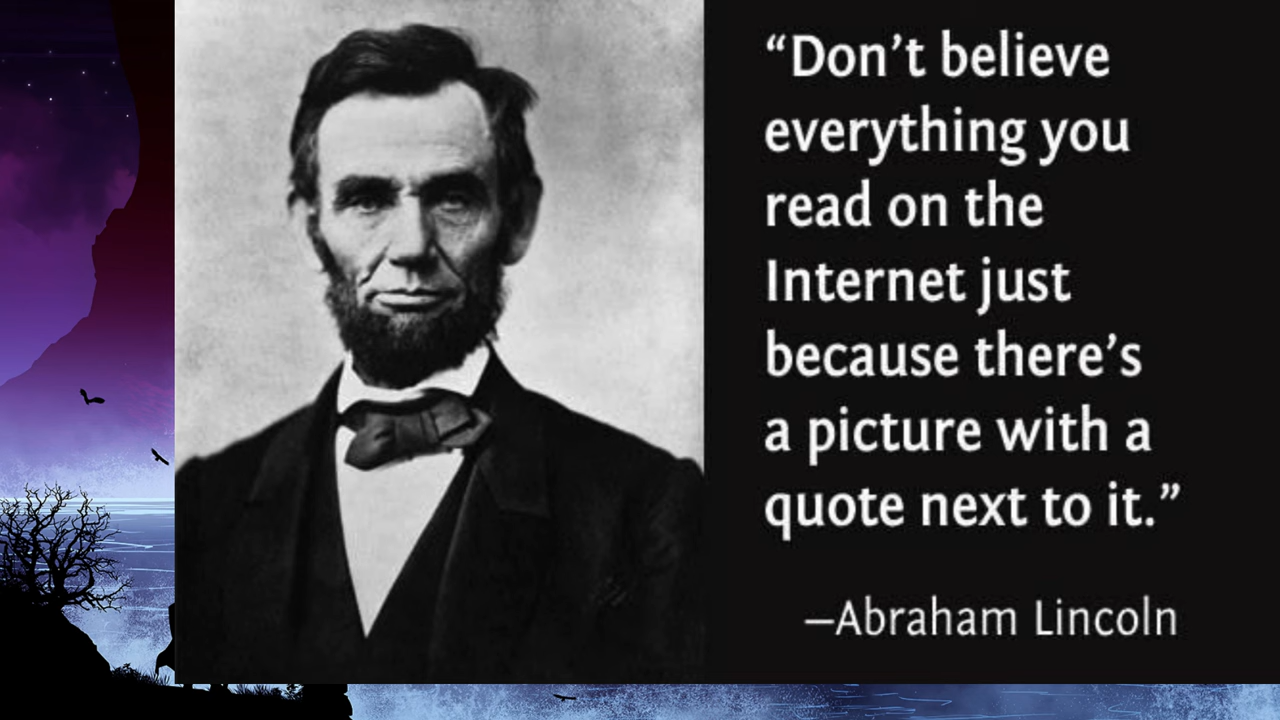 “Don’t believe
everything you
read on the
Internet just
because there’s
a picture with a
quote next to it.”
–Abraham Lincoln